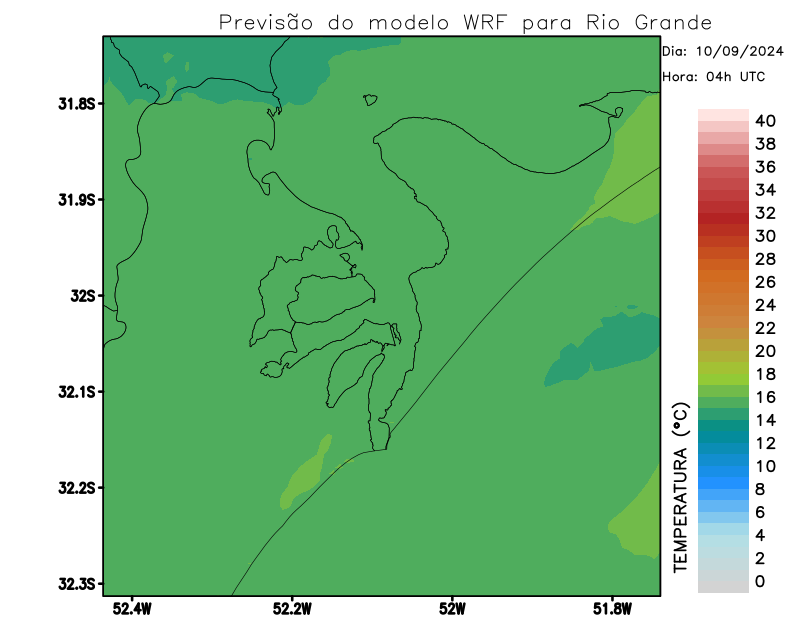 Previsão do modelo WRF para Rio Grande
Dia: 10/09/2024
Hora: 04h UTC
31.8S
31.9S
32S
32.1S
32.2S
32.3S
52.4W
52.2W
52W
51.8W
TEMPERATURA (°C)
40
38
36
34
32
30
28
26
24
22
20
18
16
14
12
10
8
6
4
2
0